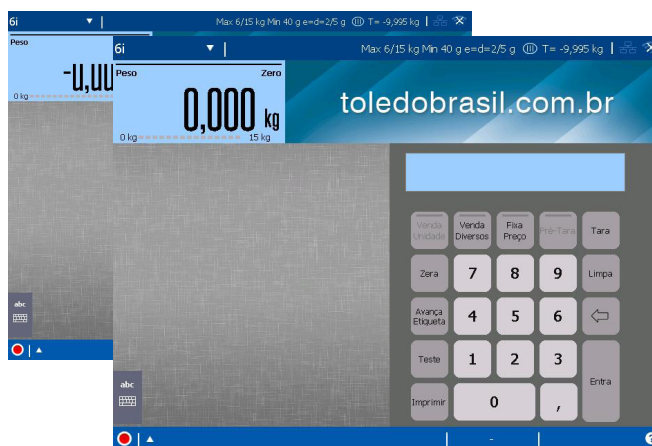 6i Max 6/15 kg Min 40 g e=d=2/5 g III T= -9,995 kg
Peso
0 kg
abc
6i Max 6/15 kg Min 40 g e=d=2/5 g III T= -9,995 kg
Peso Zero
0,000 kg
0 kg 15 kg
toledobrasil.com.br
Venda Unidade
Venda Diversos
Fixa Preço
Pré-Tara
Tara
Zera 7 8 9 Limpa
Avança Etiqueta
4 5 6
Teste 1 2 3
Entra
Imprimir 0 ,
abc
-
?